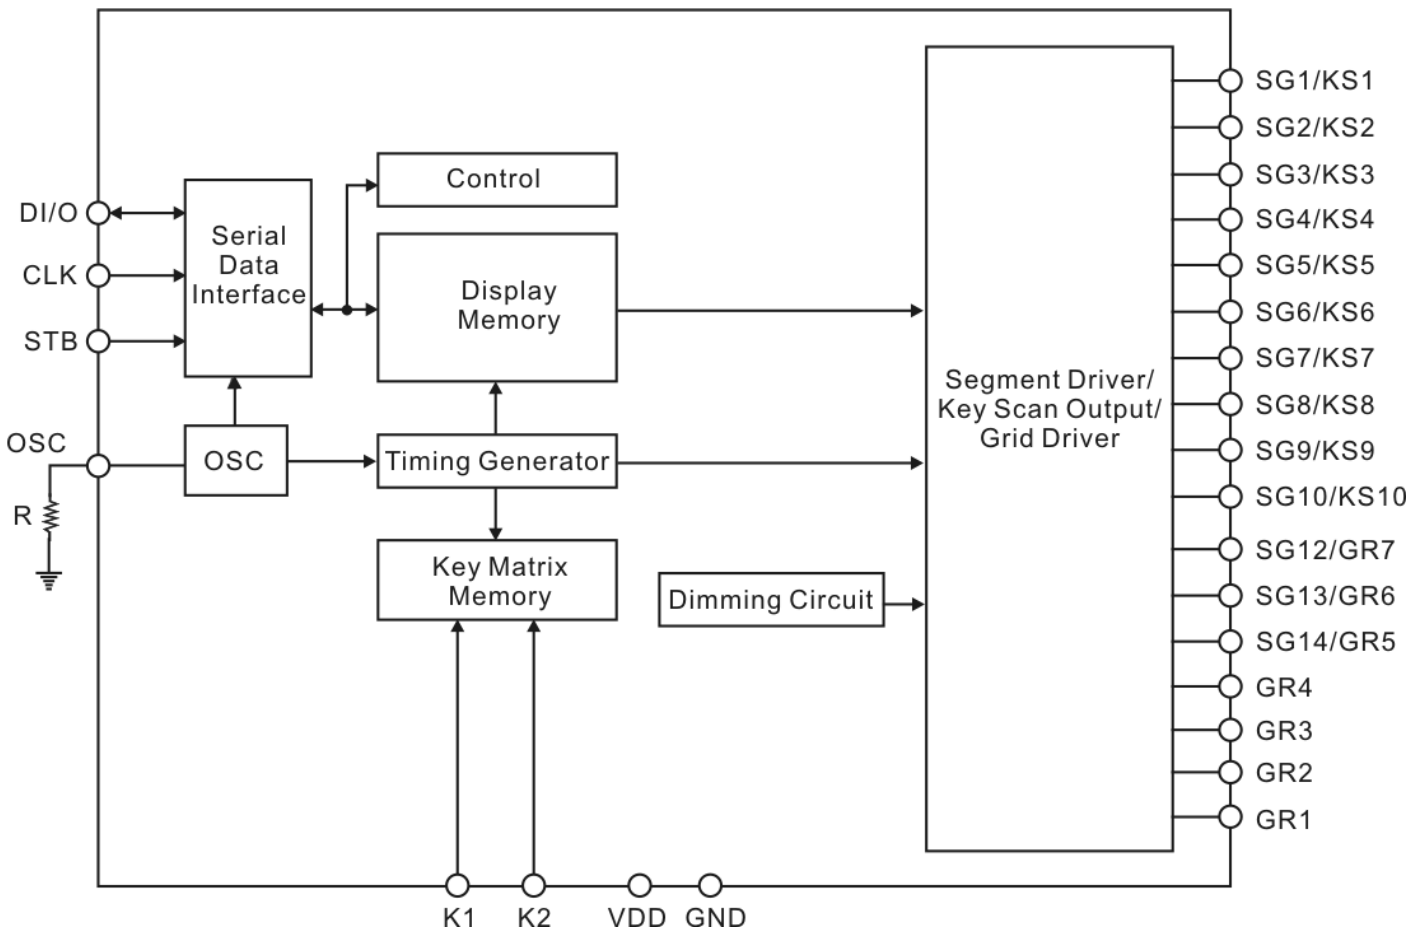 Control
DI/O
Serial
Data
Interface
CLK
STB
Display
Memory
OSC
OSC
R
Timing Generator
Key Matrix
Memory
Dimming Circuit
Segment Driver/
Key Scan Output/
Grid Driver
SG1/KS1
SG2/KS2
SG3/KS3
SG4/KS4
SG5/KS5
SG6/KS6
SG7/KS7
SG8/KS8
SG9/KS9
SG10/KS10
SG12/GR7
SG13/GR6
SG14/GR5
GR4
GR3
GR2
GR1
K1 K2 VDD GND